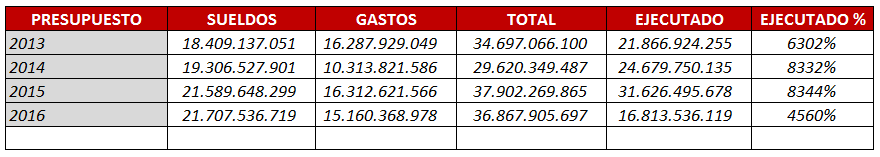 PRESUPUESTO SUELDOS GASTOS TOTAL EJECUTADO EJECUTADO %
2013 18.409.137.051 16.287.929.049 34.697.066.100 21.866.924.255 6302%
2014 19.306.527.901 10.313.821.586 29.620.349.487 24.679.750.135 8332%
2015 21.589.648.299 16.312.621.566 37.902.269.865 31.626.495.678 8344%
2016 21.707.536.719 15.160.368.978 36.867.905.697 16.813.536.119 4560%